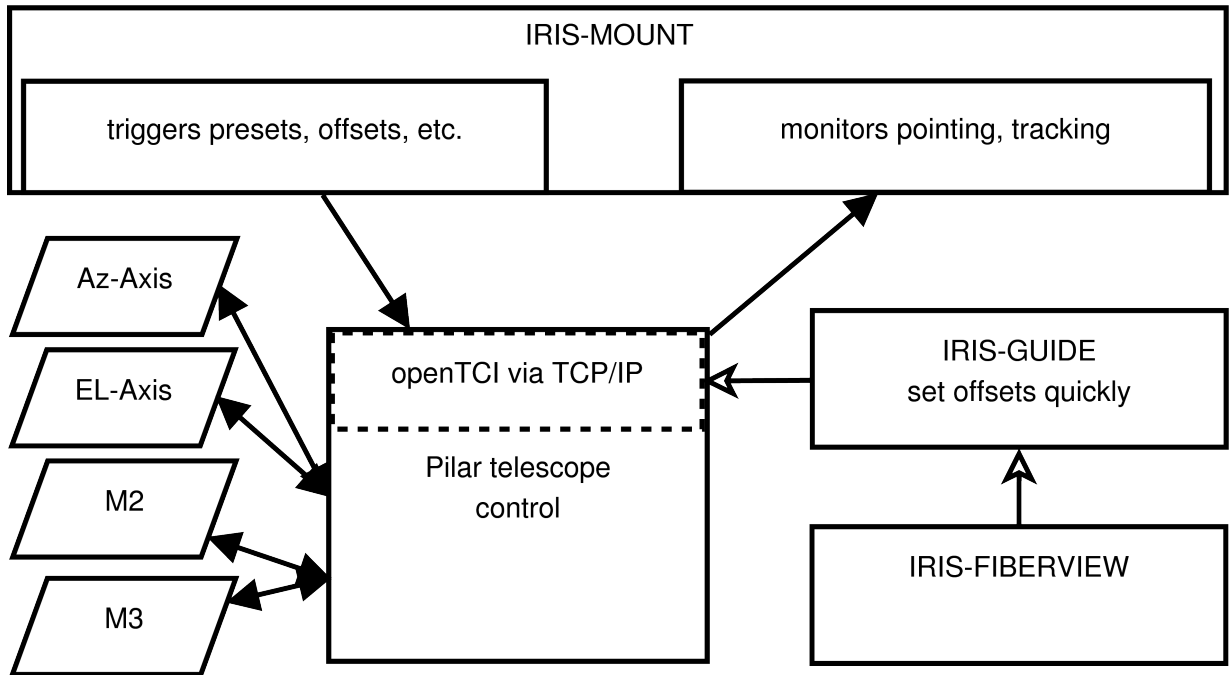 IRIS-MOUNT
triggers presets, offsets, etc.
monitors pointing, tracking
Az-Axis
EL-Axis
M2
M3
openTCI via TCP/IP
Pilar telescope
control
IRIS-GUIDE
set offsets quickly
IRIS-FIBERVIEW